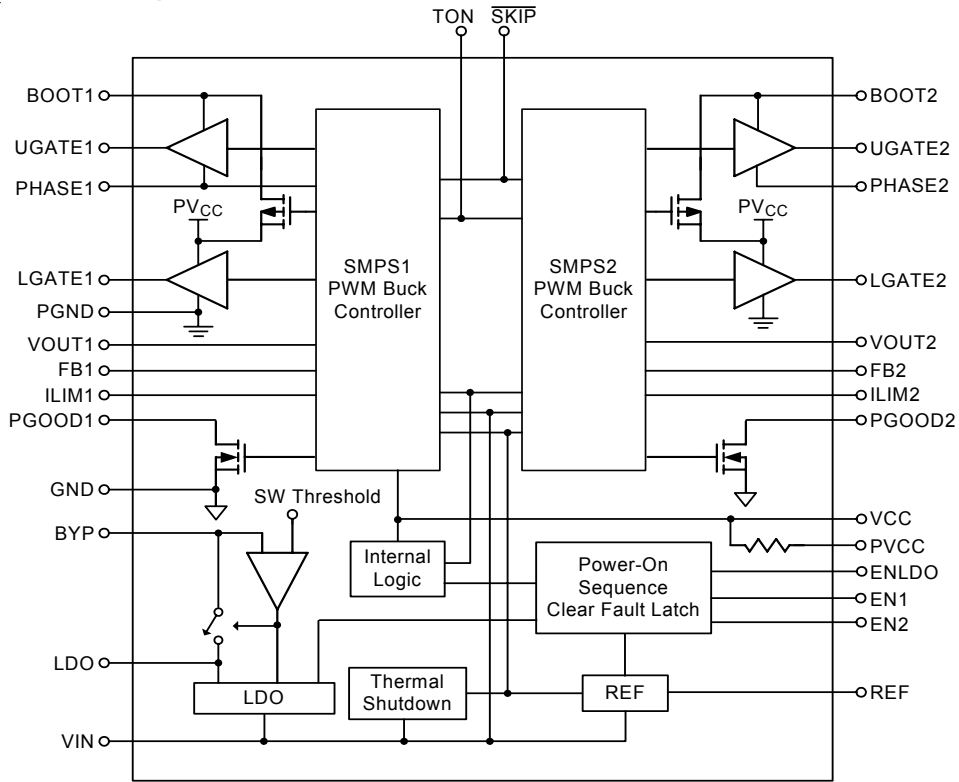 TON
SKIP
BOOT1
UGATE1
PHASE1
PVCC
LGATE1
PGND
VOUT1
FB1
ILIM1
PGOOD1
GND
BYP
LDO
VIN
SMPS1
PWM Buck
Controller
SMPS2
PWM Buck
Controller
BOOT2
UGATE2
PHASE2
PVCC
LGATE2
VOUT2
FB2
ILIM2
PGOOD2
SW Threshold
Internal
Logic
Power-On
Sequence
Clear Fault Latch
VCC
PVCC
ENLDO
EN1
EN2
LDO
Thermal
Shutdown
REF
REF